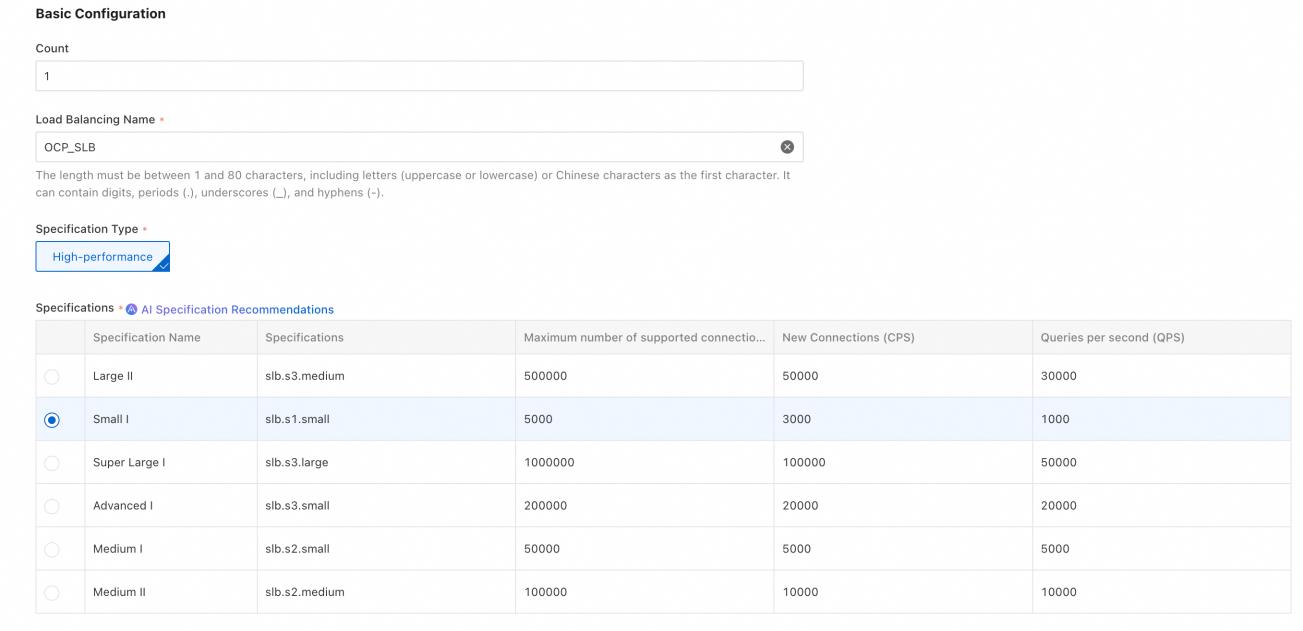 Basic Configuration
Count
1
Load Balancing Name *
OCP_SLB
The length must be between 1 and 80 characters, including letters (uppercase or lowercase) or Chinese characters as the first character. It
can contain digits, periods (.), underscores (_), and hyphens (-).
Specification Type *
High-performance
Specifications * AI Specification Recommendations
Specification Name Specifications Maximum number of supported connectio... New Connections (CPS) Queries per second (QPS)
Large II slb.s3.medium 500000 50000 30000
Small I slb.s1.small 5000 3000 1000
Super Large I slb.s3.large 1000000 100000 50000
Advanced I slb.s3.small 200000 20000 20000
Medium I slb.s2.small 50000 5000 5000
Medium II slb.s2.medium 100000 10000 10000